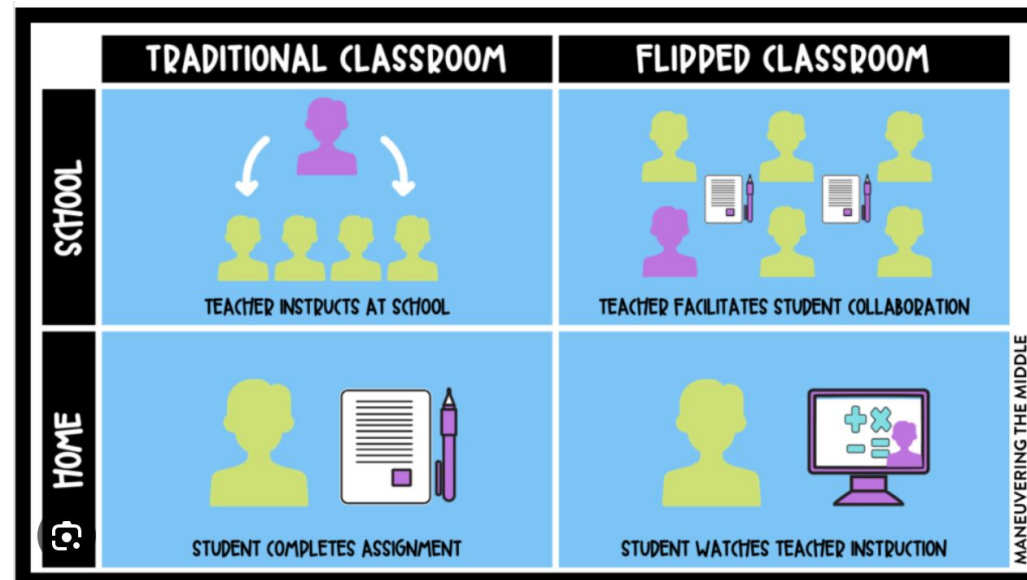 TRADITIONAL CLASSROOM
FLIPPED CLASSROOM
SCHOOL
TEACHER INSTRUCTS AT SCHOOL
TEACHER FACILITATES STUDENT COLLABORATION
HOME
STUDENT COMPLETES ASSIGNMENT
STUDENT WATCHES TEACHER INSTRUCTION
MANEUVERING THE MIDDLE